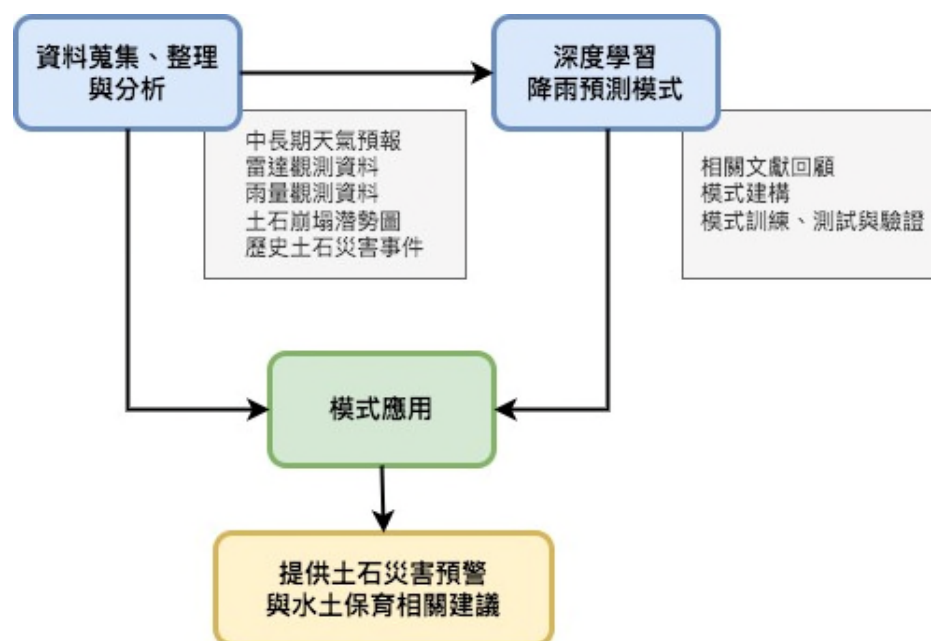 資料蒐集、整理
與分析
深度學習
降雨預測模式
中長期天氣預報
雷達觀測資料
雨量觀測資料
土石崩塌潛勢圖
歷史土石災害事件
相關文獻回顧
模式建構
模式訓練、測試與驗證
模式應用
提供土石災害預警
與水土保育相關建議